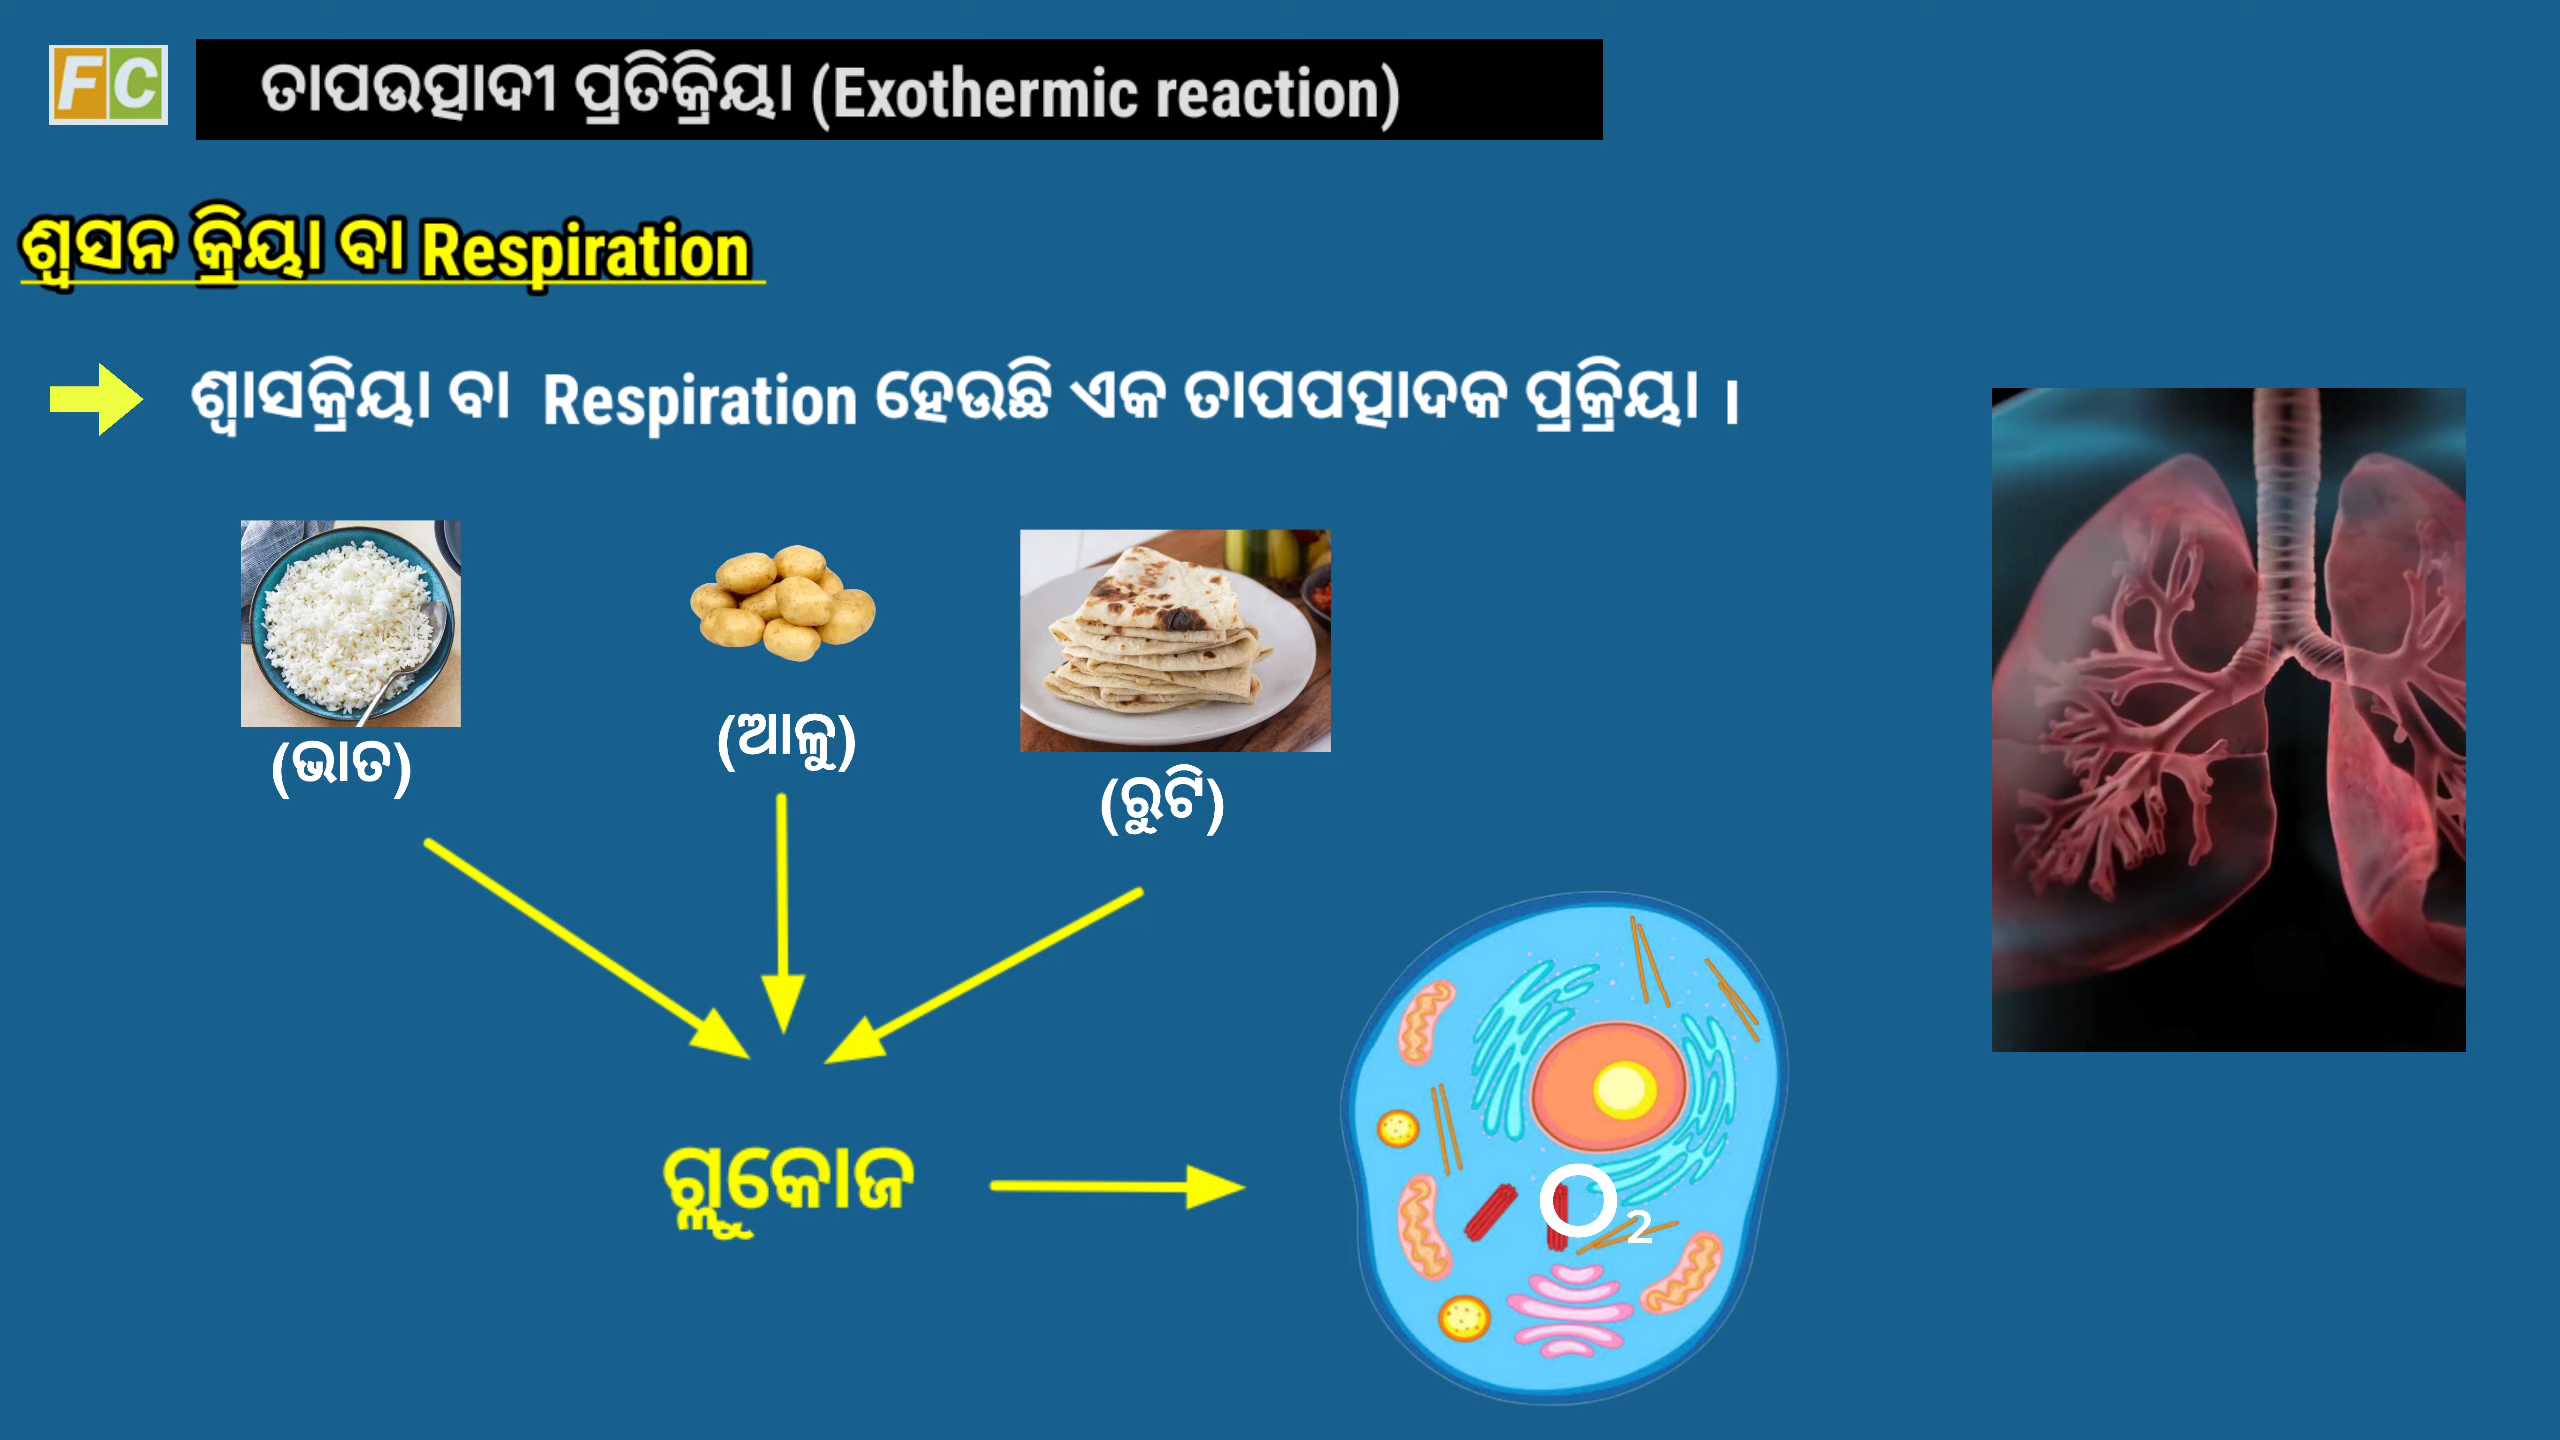 FC
ତାପଉତ୍ପାଦୀ ପ୍ରତିକ୍ରିୟା (Exothermic reaction)
ଶ୍ୱସନ କ୍ରିୟା ବା Respiration
ଶ୍ୱାସକ୍ରିୟା ବା Respiration ହେଉଛି ଏକ ତାପପତ୍ପାଦକ ପ୍ରକ୍ରିୟା ।
(ଭାତ)
(ଆଳୁ)
(ରୁଟି)
ଗ୍ଲୁକୋଜ
O₂